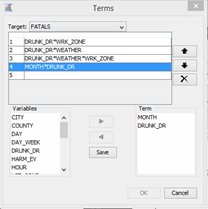 Terms
Target: FATALS
1 DRUNK_DR*WRK_ZONE
2 DRUNK_DR*WEATHER
3 DRUNK_DR*WEATHER*WRK_ZONE
4 MONTH*DRUNK_DR
5
Variables
Term
CITY
COUNTY
DAY
DAY_WEEK
DRUNK_DR
HARM_EV
HOUR
MONTH
DRUNK_DR
Save
OK
Cancel